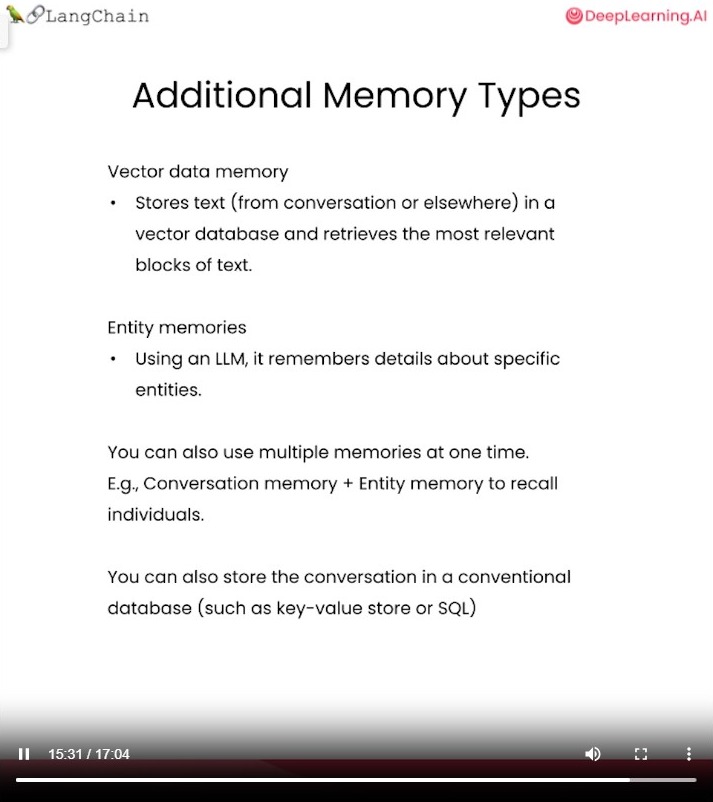 LangChain
DeepLearning.AI
Additional Memory Types
Vector data memory
• Stores text (from conversation or elsewhere) in a
vector database and retrieves the most relevant
blocks of text.
Entity memories
• Using an LLM, it remembers details about specific
entities.
You can also use multiple memories at one time.
E.g., Conversation memory + Entity memory to recall
individuals.
You can also store the conversation in a conventional
database (such as key-value store or SQL)
15:31 / 17:04